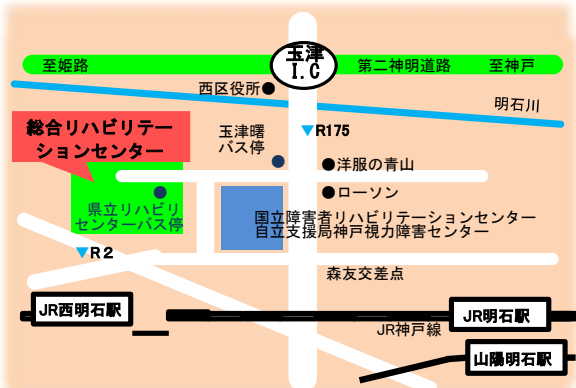 玉津
I.C
至姫路
第二神明道路
至神戸
西区役所
明石川
総合リハビリテー
ションセンター
玉津曙
バス停
R175
洋服の青山
ローソン
県立リハビリ
センターバス停
国立障害者リハビリテーションセンター
自立支援局神戸視力障害センター
R2
森友交差点
JR西明石駅
JR明石駅
JR神戸線
山陽明石駅